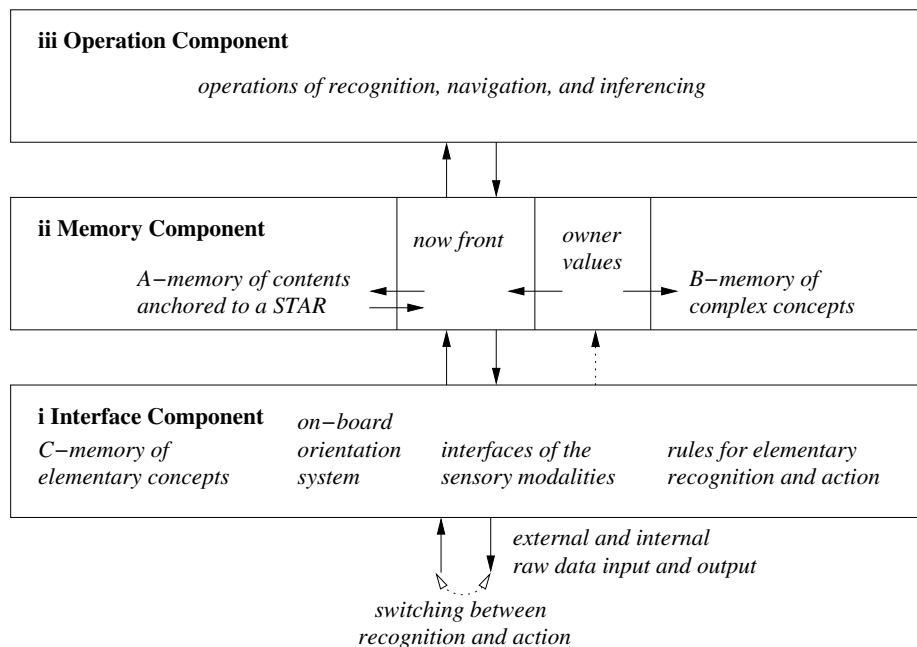 iii Operation Component
operations of recognition, navigation, and inferencing
ii Memory Component
A−memory of contents
anchored to a STAR
now front
owner
values
B−memory of
complex concepts
i Interface Component
C−memory of
elementary concepts
on−board
orientation
system
interfaces of the
sensory modalities
rules for elementary
recognition and action
external and internal
raw data input and output
switching between
recognition and action